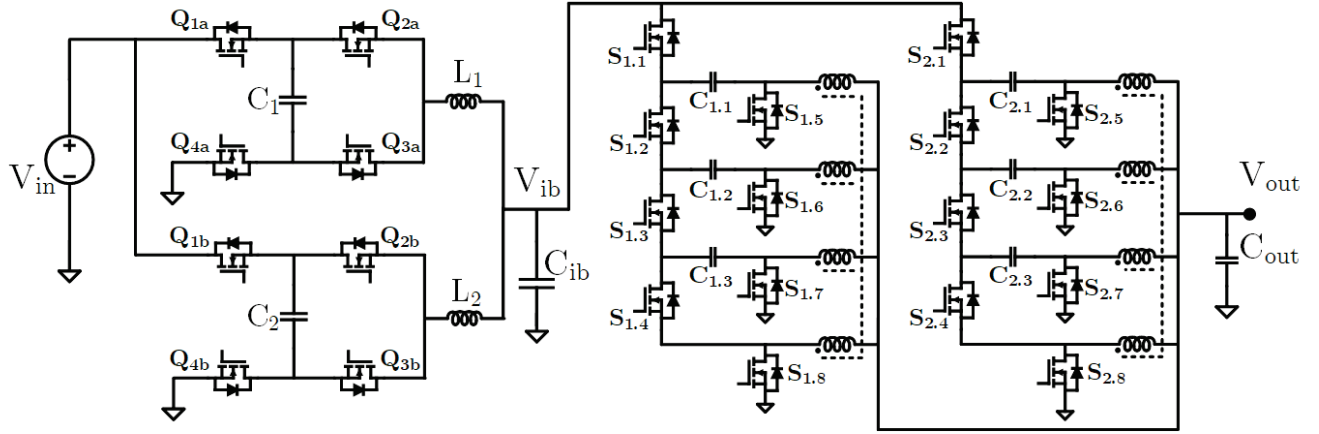 Q1a
Q2a
L1
C1
Q4a
Q3a
Vin
Vib
Q1b
Q2b
C2
L2
Cib
Q4b
Q3b
S1.1
C1.1
S1.5
S1.2
C1.2
S1.6
S1.3
C1.3
S1.7
S1.4
S1.8
S2.1
C2.1
S2.5
S2.2
C2.2
S2.6
S2.3
C2.3
S2.7
S2.4
S2.8
Vout
Cout